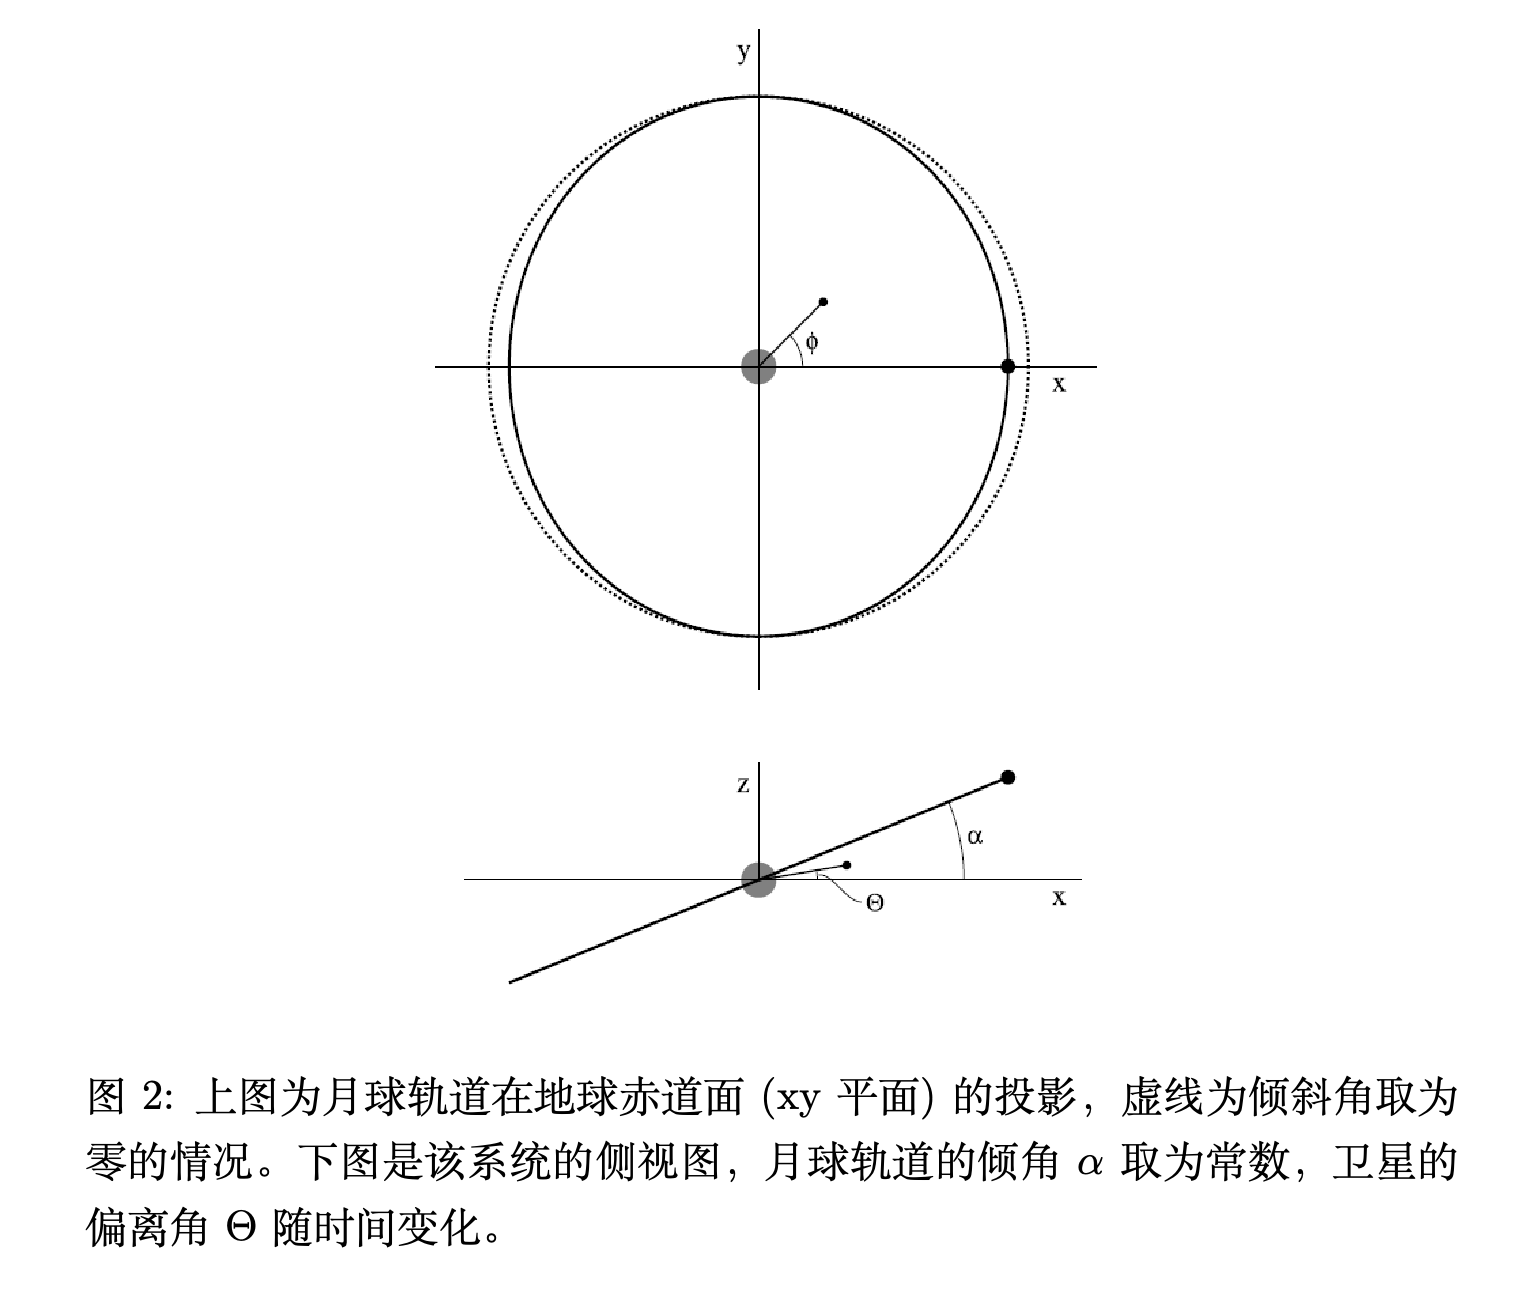 y
ϕ
x
z
α
x
Θ
图 2: 上图为月球轨道在地球赤道面 (xy 平面) 的投影，虚线为倾斜角取为
零的情况。下图是该系统的侧视图，月球轨道的倾角 α 取为常数，卫星的
偏离角 Θ 随时间变化。